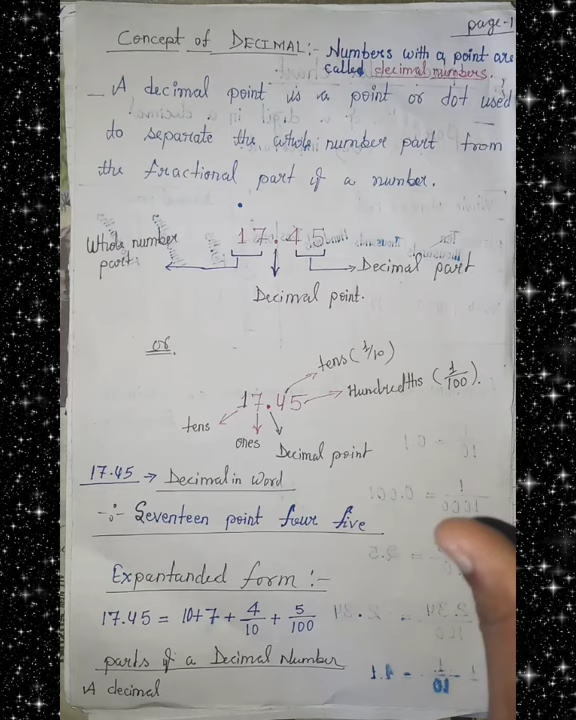 page-1
Concept of DECIMAL:- Numbers with a point are
called decimal numbers.
A decimal point is a point or dot used
to separate the whole number part from
the fractional part of a number.
17.45
Whole number
part.
Decimal part
Decimal point.
or.
tens (1/10)
17.45
Hundredths (1/100).
tens
ones
Decimal point
17.45 → Decimal in Word
-:- Seventeen point four five
Expantanded form :-
17.45 = 10+7 + 4/10 + 5/100
parts of a Decimal Number
A decimal